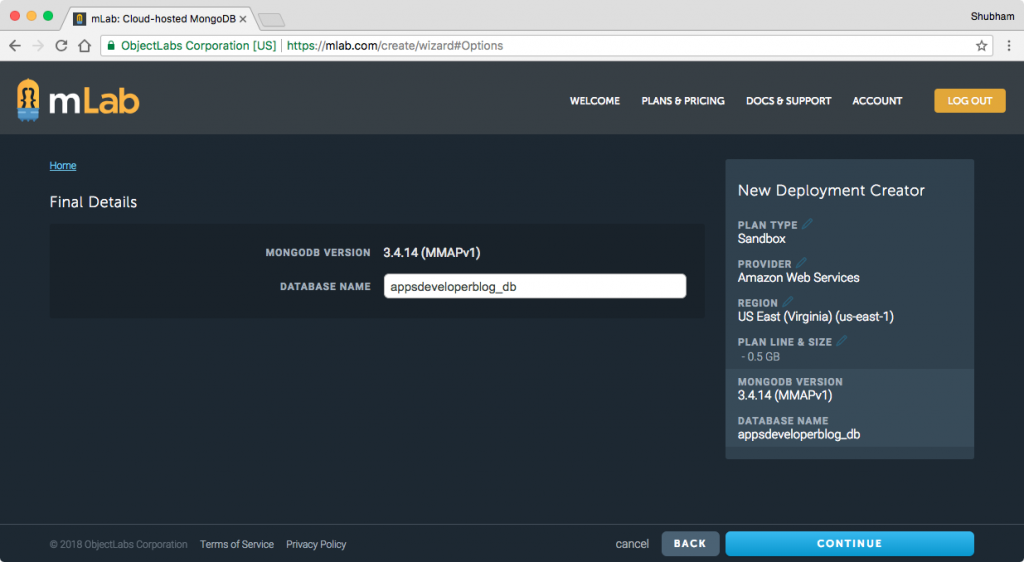 mLab: Cloud-hosted MongoDB
Shubham
ObjectLabs Corporation [US] https://mlab.com/create/wizard#Options
mLab
WELCOME PLANS & PRICING DOCS & SUPPORT ACCOUNT LOG OUT
Home
Final Details
MONGODB VERSION 3.4.14 (MMAPv1)
DATABASE NAME appsdeveloperblog_db
New Deployment Creator
PLAN TYPE
Sandbox
PROVIDER
Amazon Web Services
REGION
US East (Virginia) (us-east-1)
PLAN LINE & SIZE
- 0.5 GB
MONGODB VERSION
3.4.14 (MMAPv1)
DATABASE NAME
appsdeveloperblog_db
© 2018 ObjectLabs Corporation Terms of Service Privacy Policy cancel BACK CONTINUE